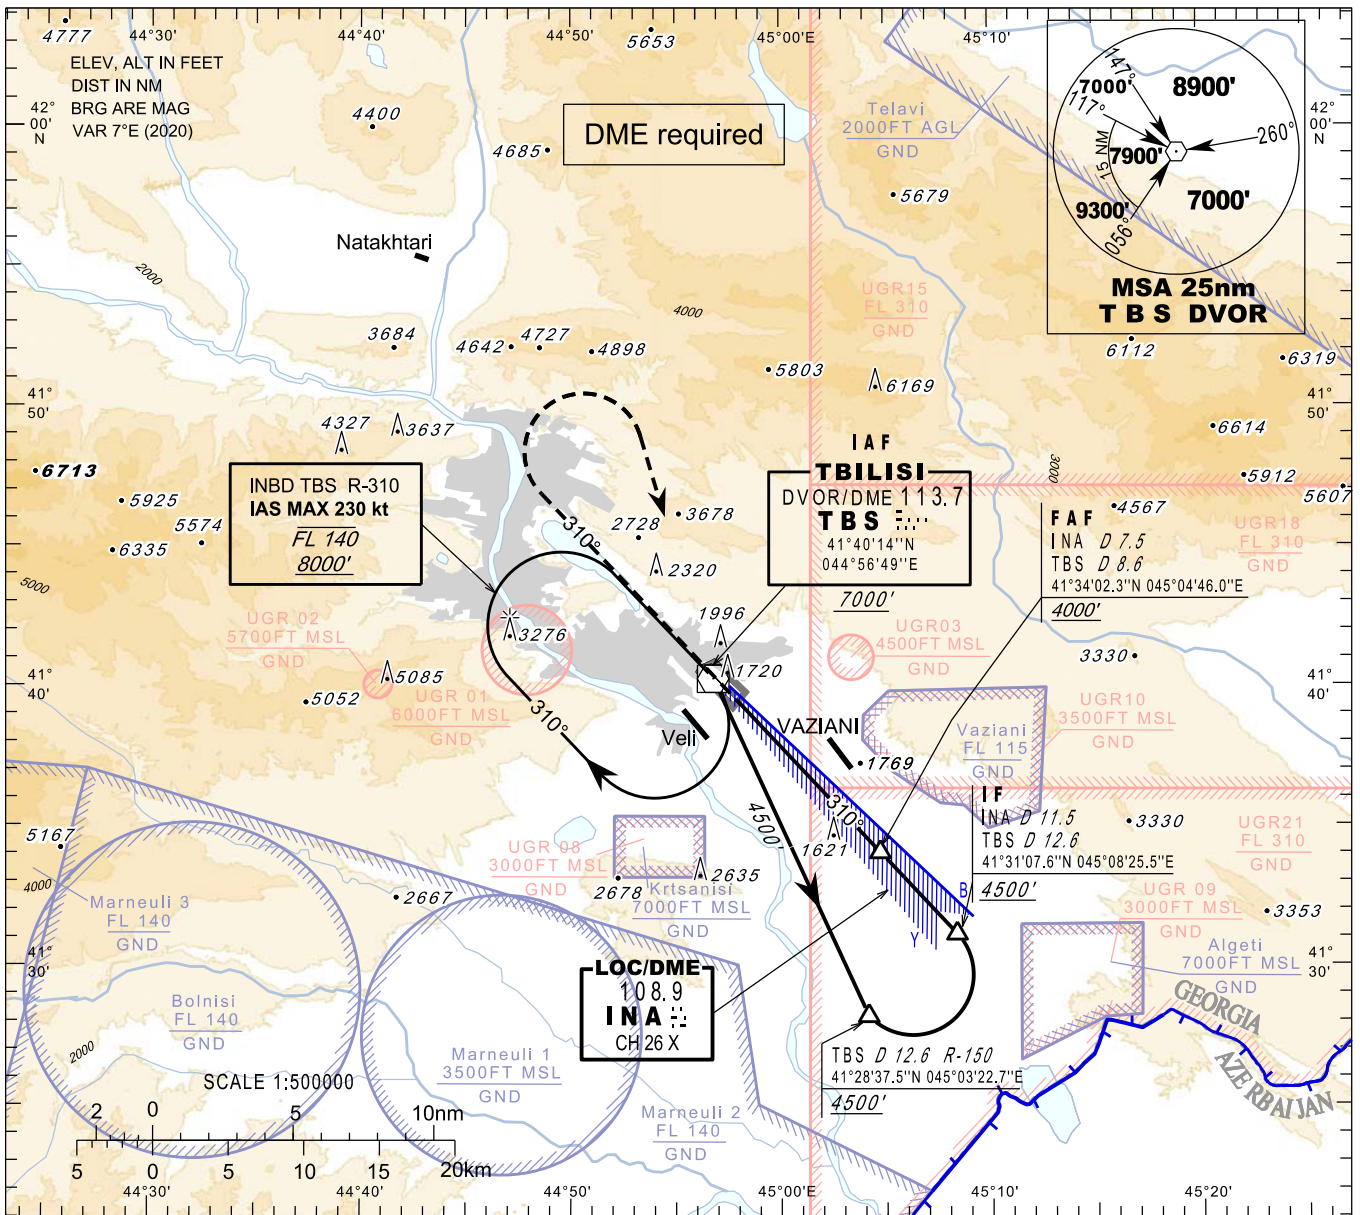 4777
44°30'
44°40'
44°50'
5653
45°00'E
45°10'
ELEV, ALT IN FEET
DIST IN NM
BRG ARE MAG
VAR 7°E (2020)
42°
00'
N
4400
4685
DME required
Telavi
2000FT AGL
GND
5679
147°
7000'
8900'
117°
260°
15 NM
7900'
7000'
9300'
056°
MSA 25nm
TBS DVOR
42°
00'
N
Natakhtari
2000
4000
UGR15
FL 310
GND
3684
4642
4727
4898
5803
6169
6112
6319
41°
50'
41°
50'
4327
3637
6713
5925
5574
6335
5000
INBD TBS R-310
IAS MAX 230 kt
FL 140
8000'
310°
2728
3678
2320
IAF
TBILISI
DVOR/DME 113.7
TBS
41°40'14''N
044°56'49''E
7000'
3000
6614
5912
5607
4567
UGR18
FL 310
GND
FAF
INA D 7.5
TBS D 8.6
41°34'02.3''N 045°04'46.0''E
4000'
UGR 02
5700FT MSL
GND
3276
1996
1720
UGR03
4500FT MSL
GND
3330
5085
5052
UGR 01
6000FT MSL
GND
41°
40'
41°
40'
310°
Veli
VAZIANI
1769
Vaziani
FL 115
GND
UGR10
3500FT MSL
GND
4500'
310°
1621
IF
INA D 11.5
TBS D 12.6
41°31'07.6''N 045°08'25.5''E
4500'
3330
UGR21
FL 310
GND
5167
4000
UGR 08
3000FT MSL
GND
2678
2635
Krtsanisi
7000FT MSL
GND
2667
B
Y
UGR 09
3000FT MSL
GND
3353
Marneuli 3
FL 140
GND
41°
30'
Algeti
7000FT MSL
GND
41°
30'
LOC/DME
108.9
INA
CH 26 X
Bolnisi
FL 140
GND
2000
GEORGIA
AZERBAIJAN
TBS D 12.6 R-150
41°28'37.5''N 045°03'22.7''E
4500'
Marneuli 1
3500FT MSL
GND
Marneuli 2
FL 140
GND
SCALE 1:500000
2 0 5 10nm
5 0 5 10 15 20km
44°30'
44°40'
44°50'
45°00'E
45°10'
45°20'